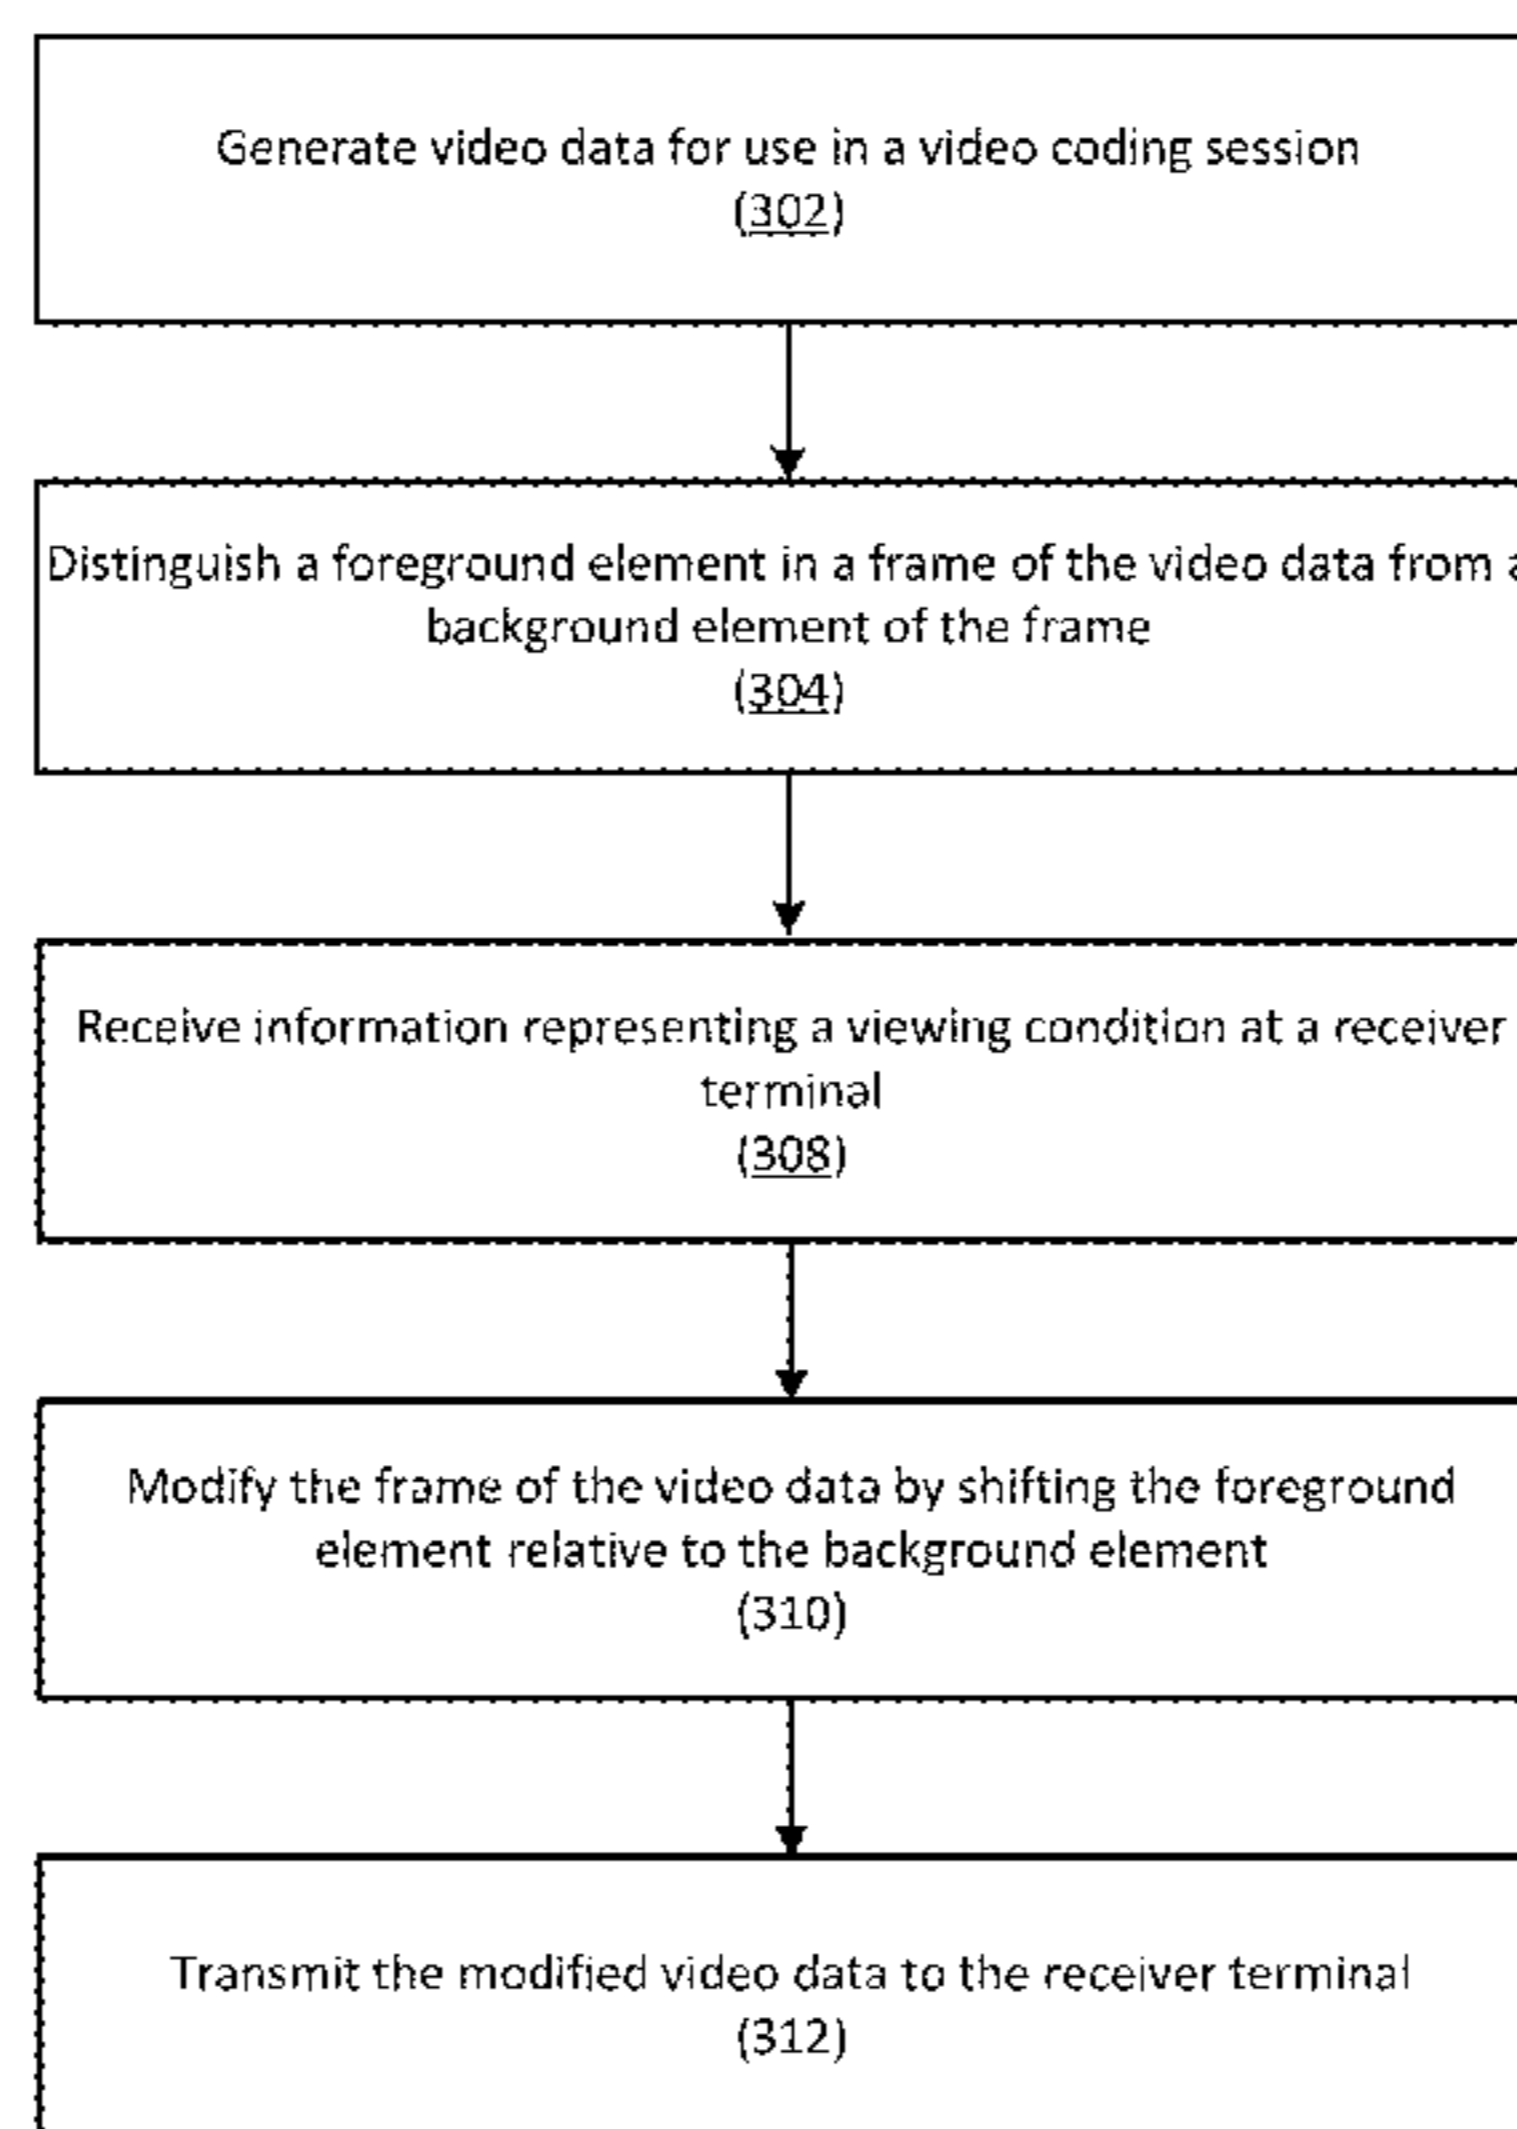 Generate video data for use in a video coding session
(302)
Distinguish a foreground element in a frame of the video data from a
background element of the frame
(304)
Receive information representing a viewing condition at a receiver
terminal
(308)
Modify the frame of the video data by shifting the foreground
element relative to the background element
(310)
Transmit the modified video data to the receiver terminal
(312)